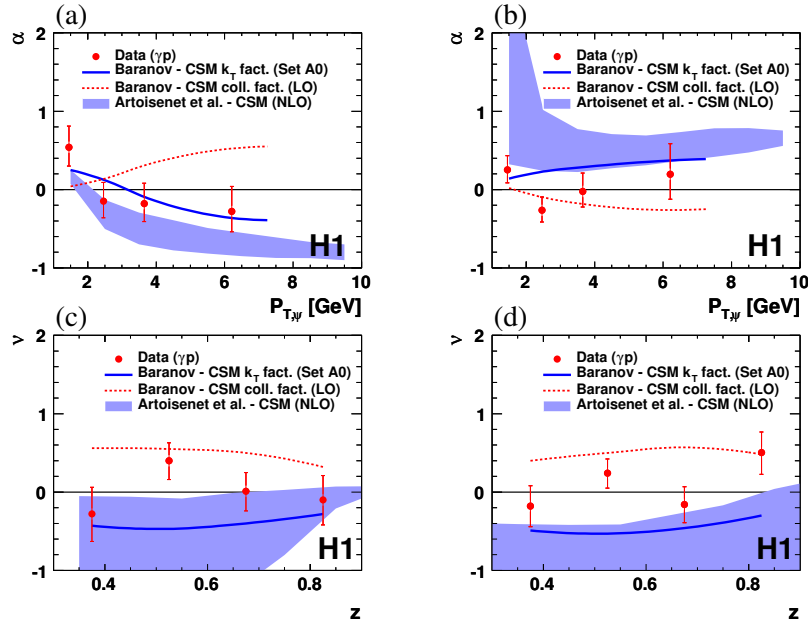 (a)
α
2
1
0
-1
Data (γp)
Baranov - CSM k_T fact. (Set A0)
Baranov - CSM coll. fact. (LO)
Artoisenet et al. - CSM (NLO)
H1
2 4 6 8 10
P_T,ψ [GeV]
(b)
α
2
1
0
-1
Data (γp)
Baranov - CSM k_T fact. (Set A0)
Baranov - CSM coll. fact. (LO)
Artoisenet et al. - CSM (NLO)
H1
2 4 6 8 10
P_T,ψ [GeV]
(c)
ν
2
1
0
-1
Data (γp)
Baranov - CSM k_T fact. (Set A0)
Baranov - CSM coll. fact. (LO)
Artoisenet et al. - CSM (NLO)
H1
0.4 0.6 0.8
z
(d)
ν
2
1
0
-1
Data (γp)
Baranov - CSM k_T fact. (Set A0)
Baranov - CSM coll. fact. (LO)
Artoisenet et al. - CSM (NLO)
H1
0.4 0.6 0.8
z